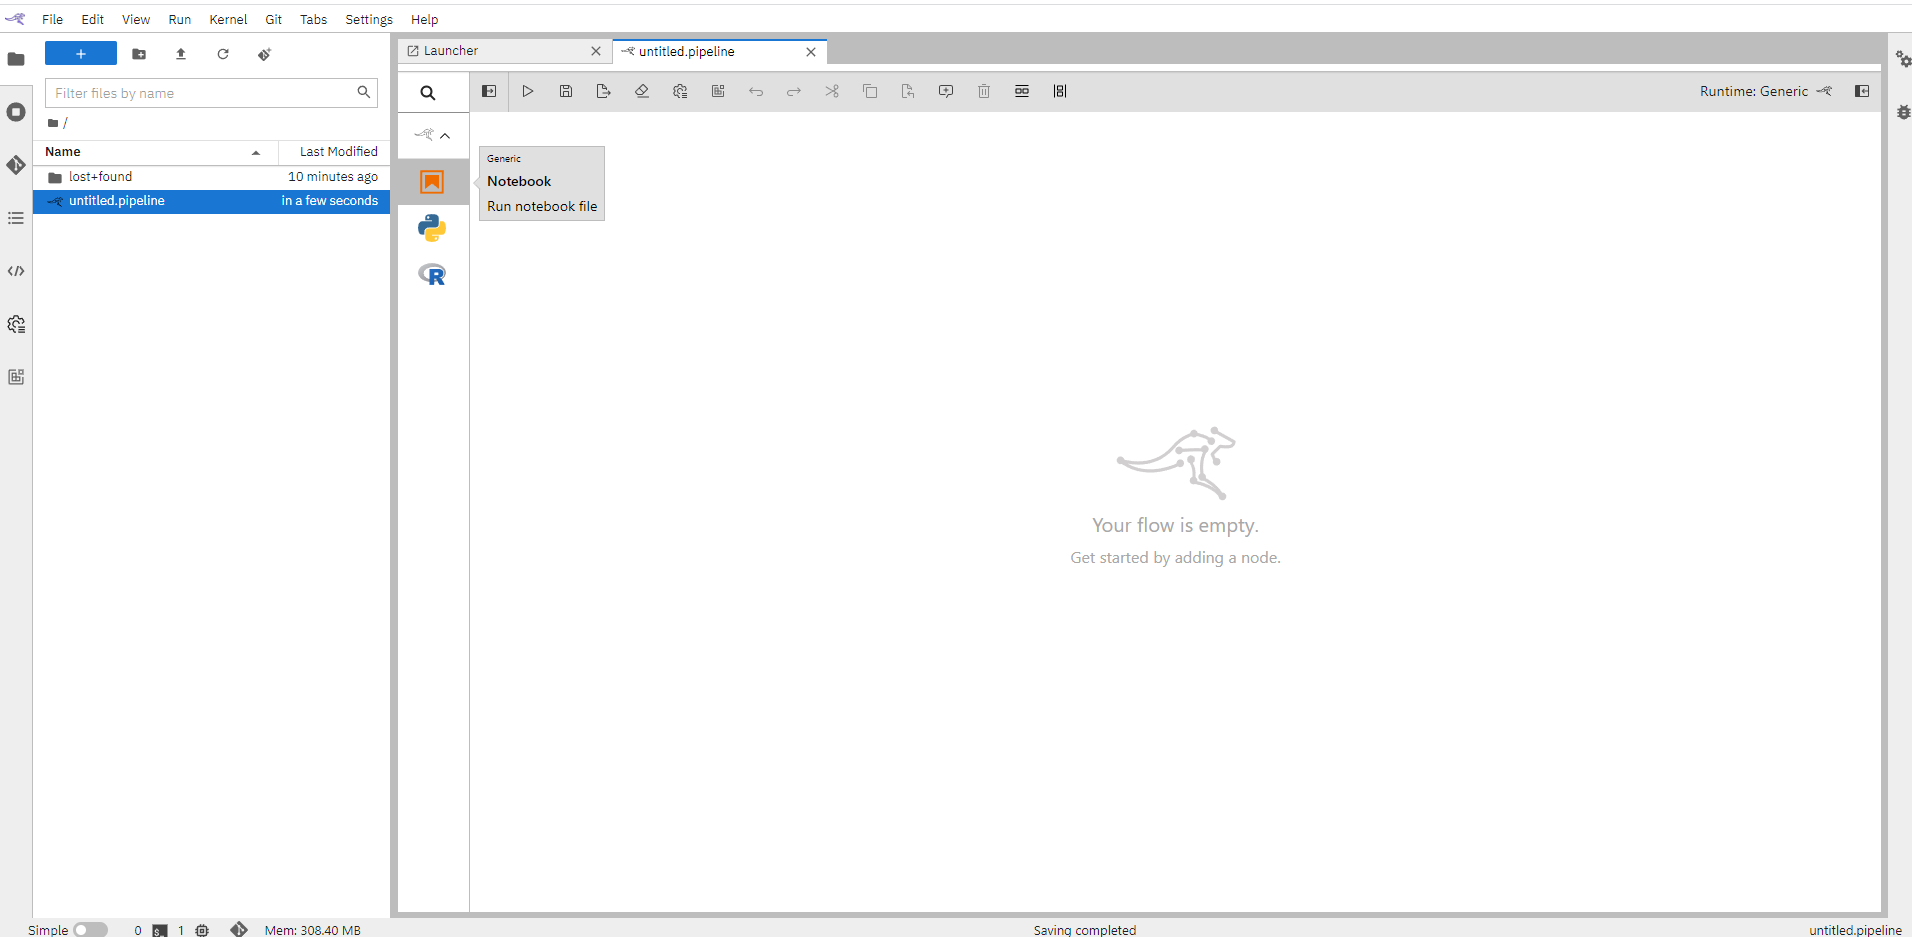 File Edit View Run Kernel Git Tabs Settings Help
+
Filter files by name
/
Name Last Modified
lost+found 10 minutes ago
untitled.pipeline in a few seconds
Launcher
untitled.pipeline
Runtime: Generic
Generic
Notebook
Run notebook file
R
Your flow is empty.
Get started by adding a node.
Simple 0 $_ 1 Mem: 308.40 MB Saving completed untitled.pipeline